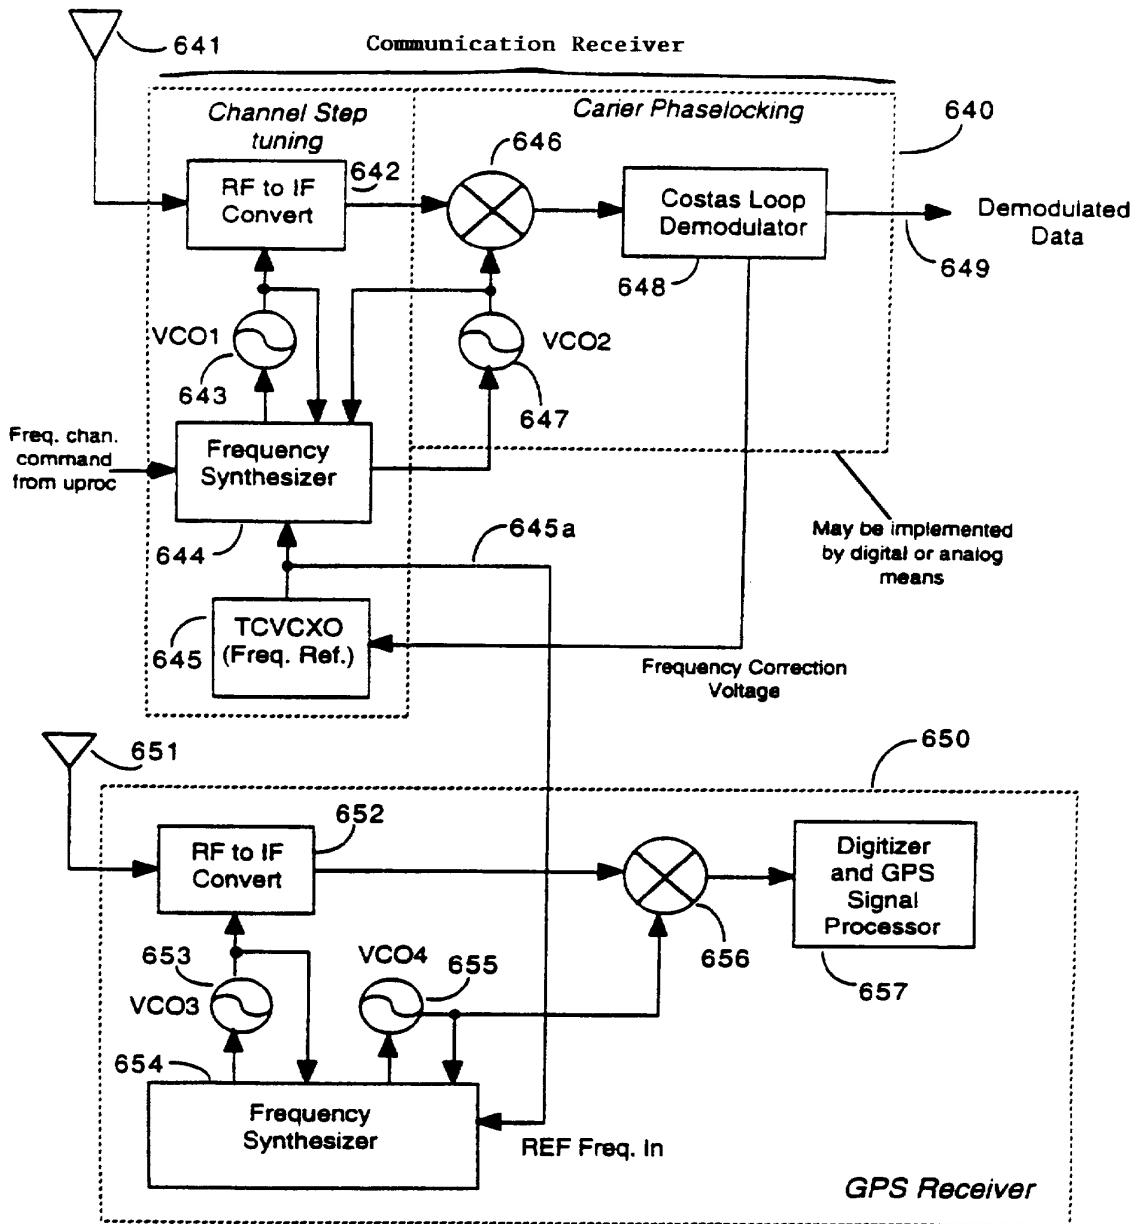 641
Communication Receiver
Channel Step
tuning
Carier Phaselocking
640
646
642
RF to IF
Convert
Costas Loop
Demodulator
Demodulated
Data
649
648
VCO1
643
VCO2
647
Freq. chan.
command
from uproc
Frequency
Synthesizer
644
645a
May be implemented
by digital or analog
means
TCVCXO
(Freq. Ref.)
645
Frequency Correction
Voltage
651
650
652
RF to IF
Convert
Digitizer
and GPS
Signal
Processor
656
657
653
VCO3
VCO4
655
654
Frequency
Synthesizer
REF Freq. In
GPS Receiver